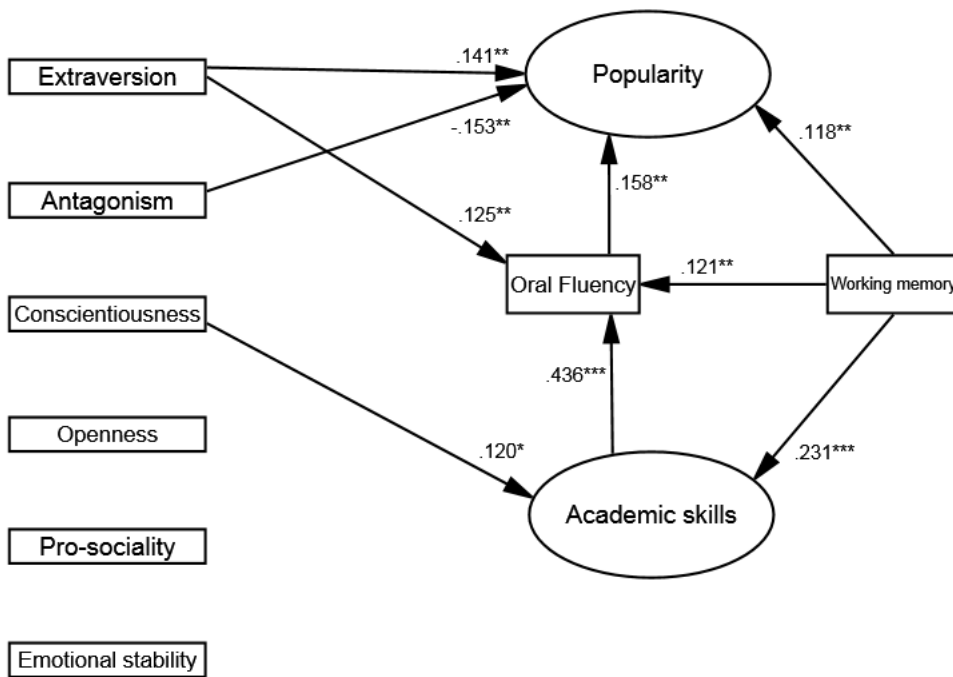 Extraversion
.141**
Popularity
-.153**
.118**
Antagonism
.158**
.125**
Oral Fluency
.121**
Working memory
Conscientiousness
.436***
Openness
.120*
.231***
Academic skills
Pro-sociality
Emotional stability